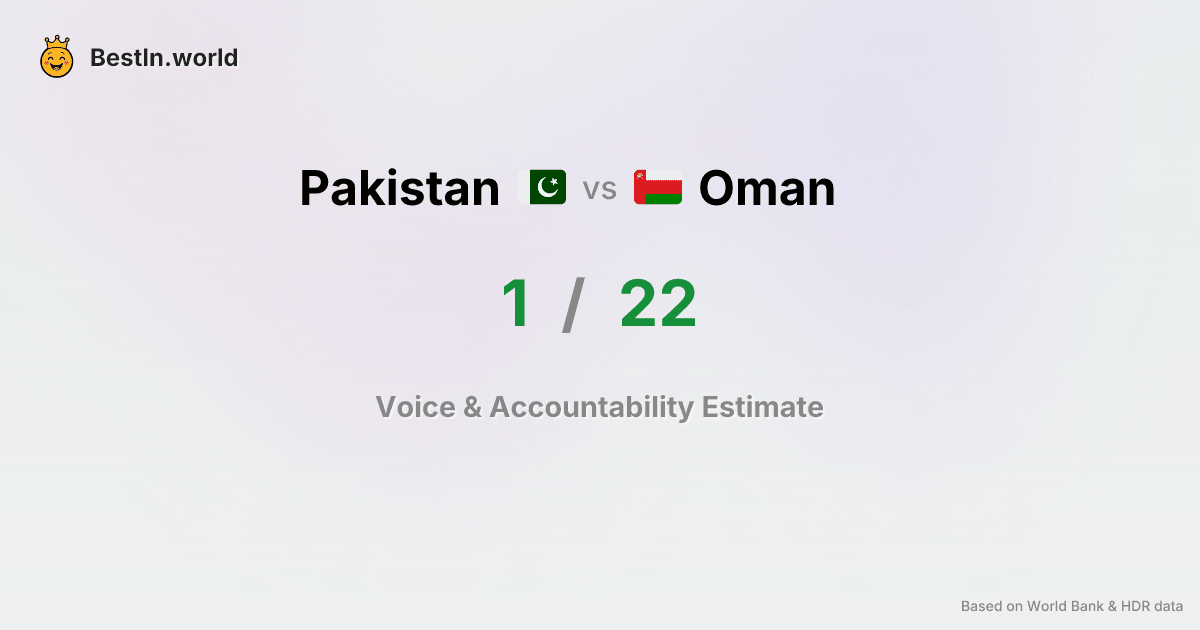 BestIn.world
Pakistan vs Oman
1 / 22
Voice & Accountability Estimate
Based on World Bank & HDR data